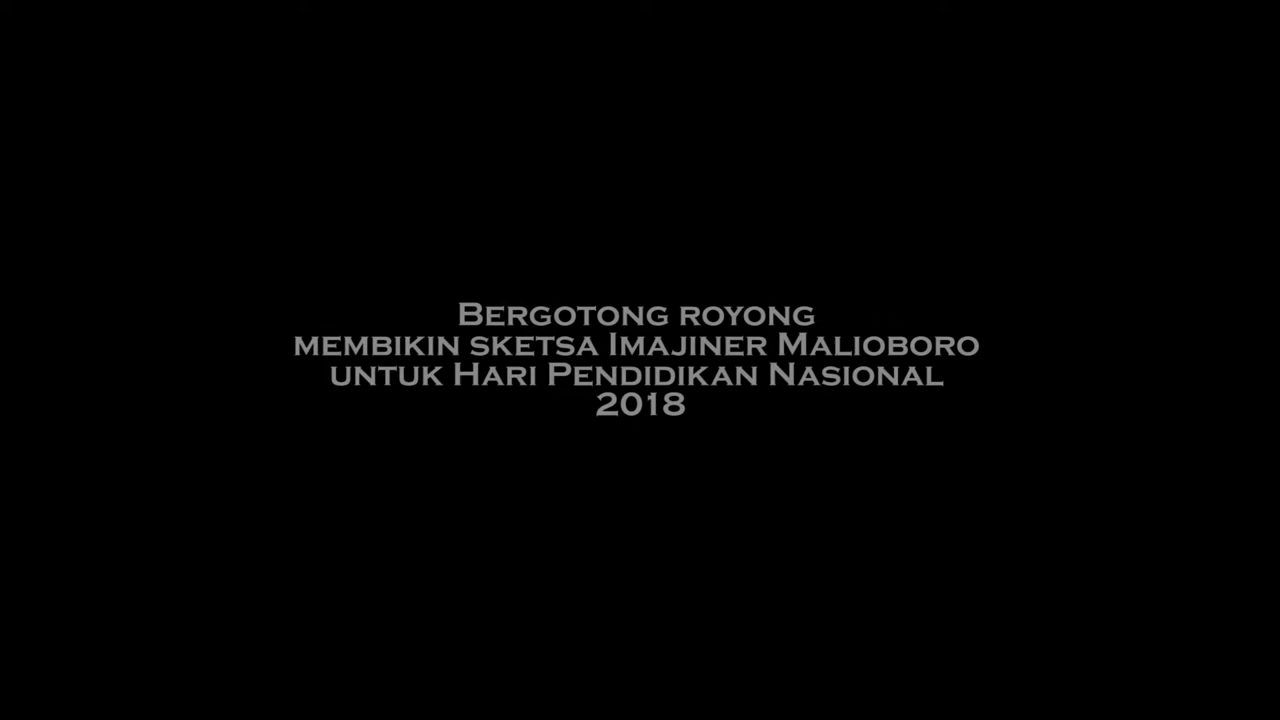 Bergotong royong
membikin sketsa Imajiner Malioboro
untuk Hari Pendidikan Nasional
2018